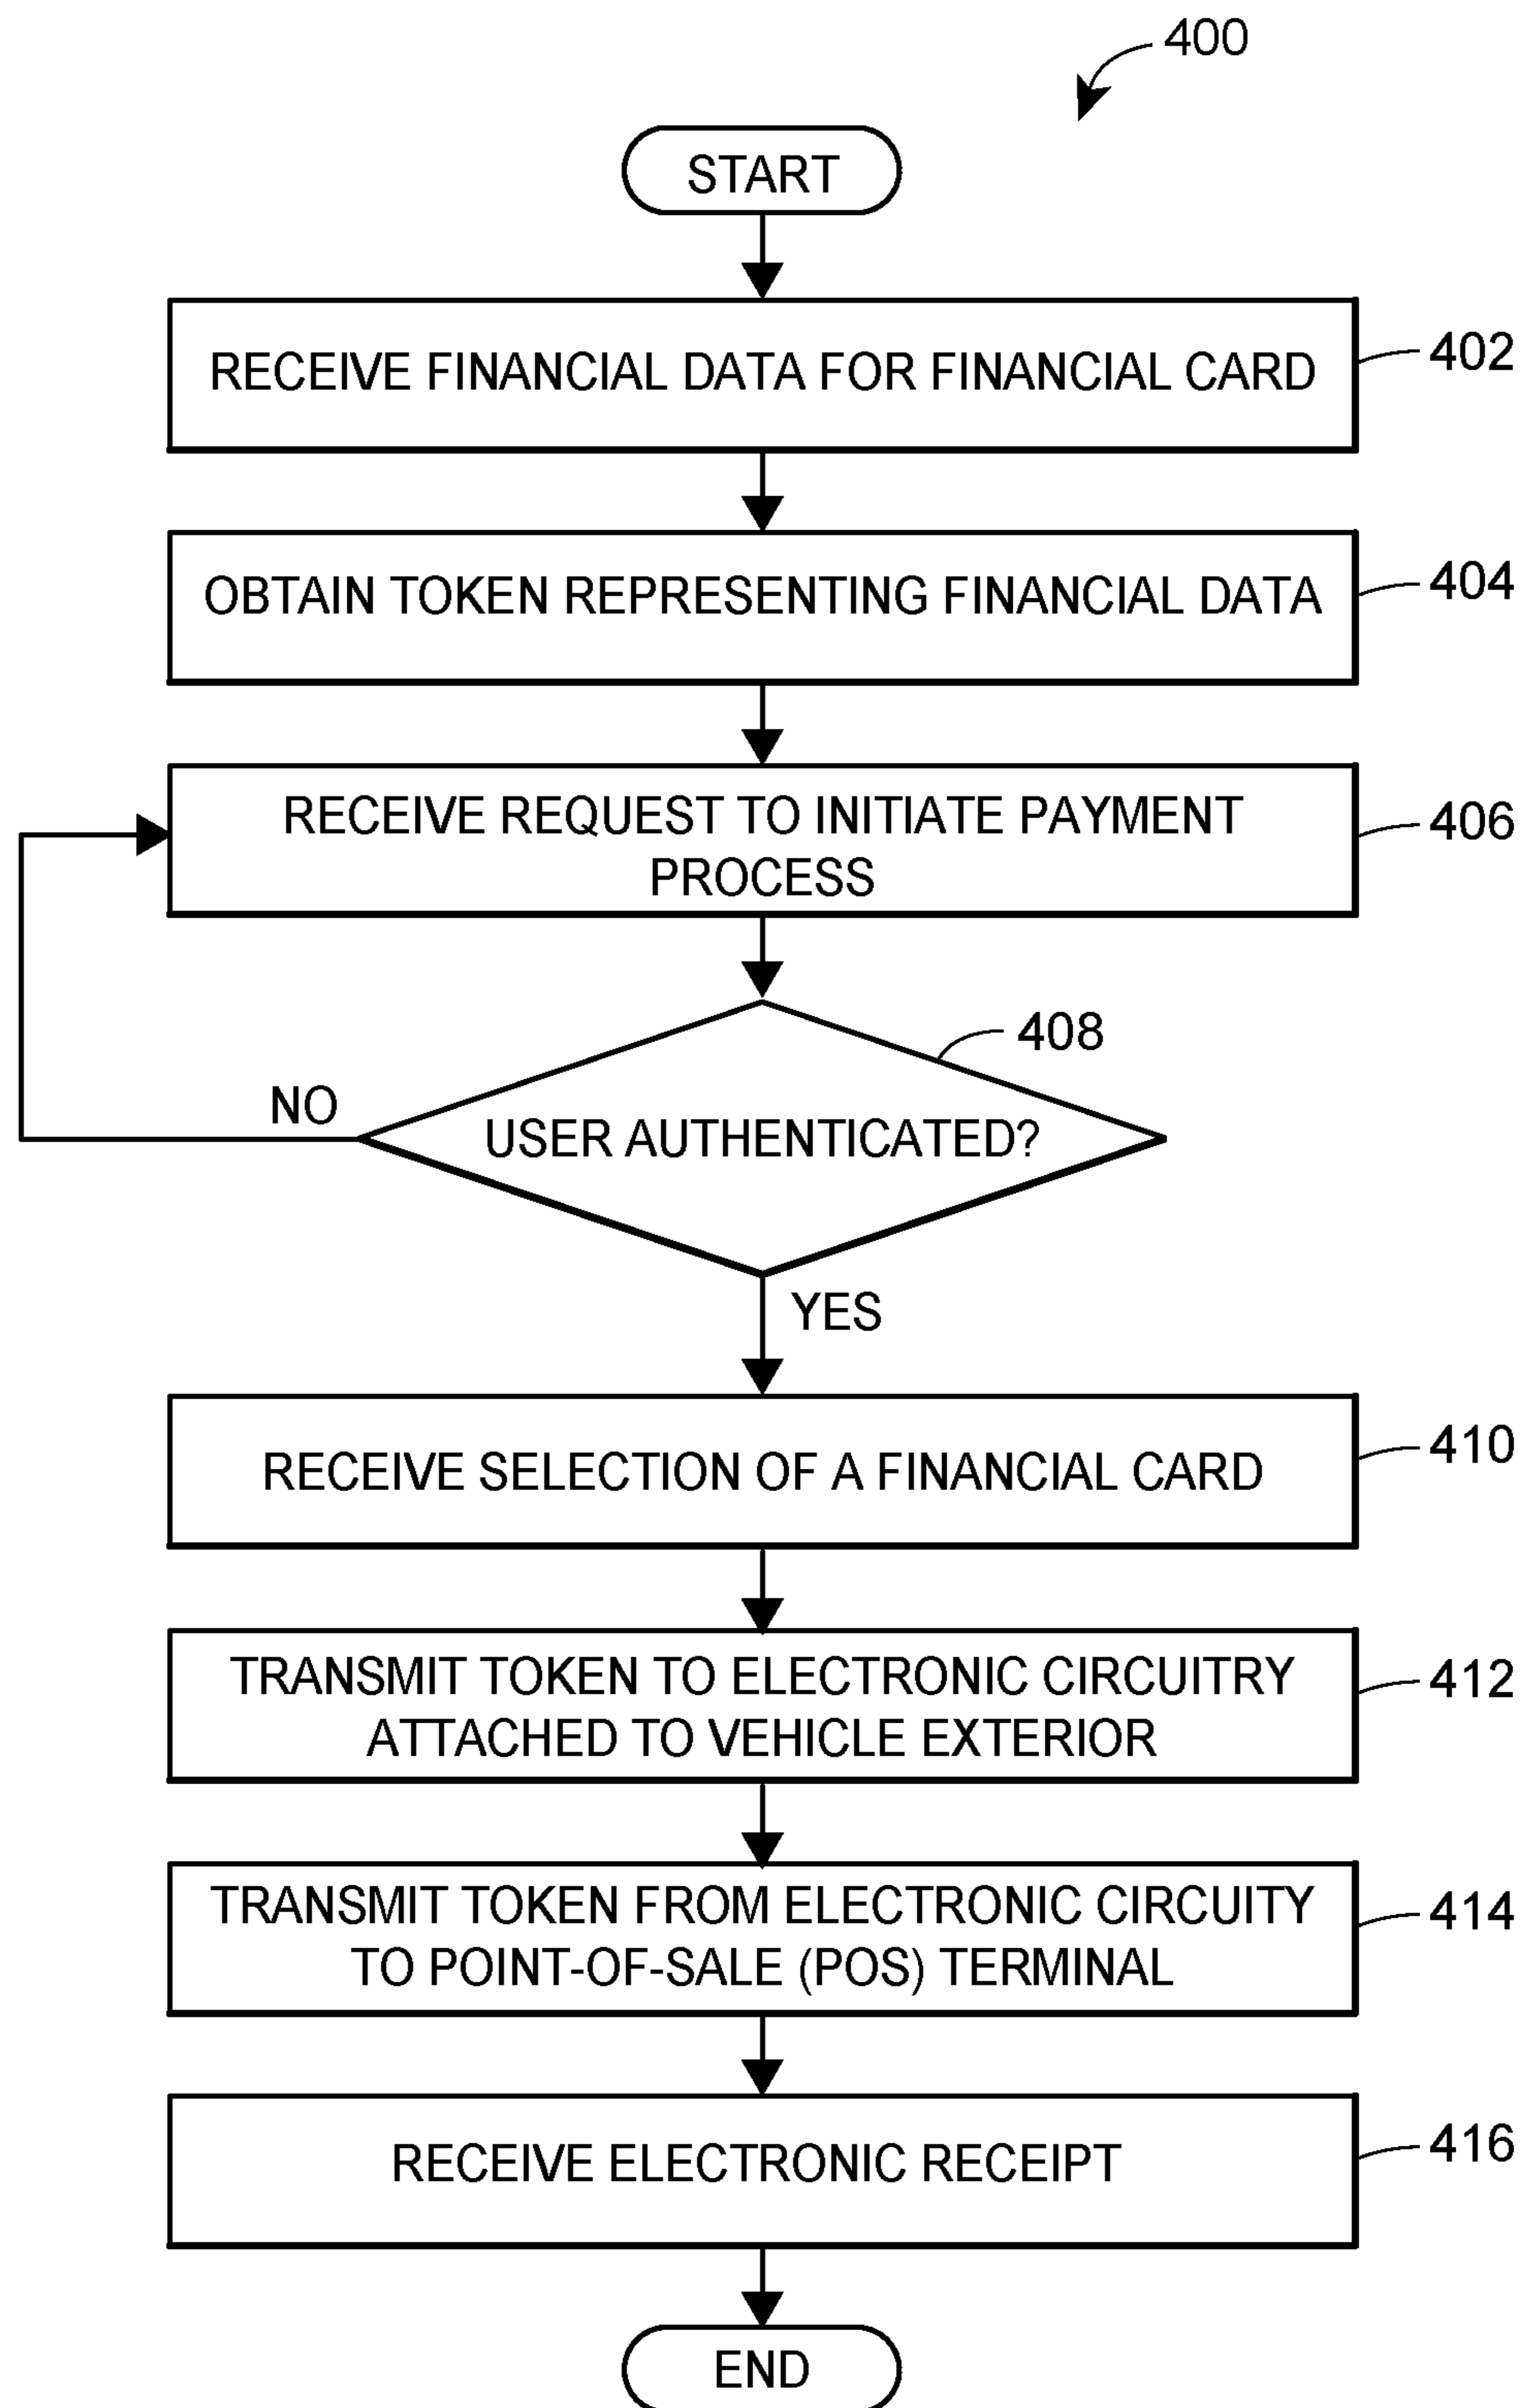 400
START
RECEIVE FINANCIAL DATA FOR FINANCIAL CARD
402
OBTAIN TOKEN REPRESENTING FINANCIAL DATA
404
RECEIVE REQUEST TO INITIATE PAYMENT
PROCESS
406
408
USER AUTHENTICATED?
NO
YES
RECEIVE SELECTION OF A FINANCIAL CARD
410
TRANSMIT TOKEN TO ELECTRONIC CIRCUITRY
ATTACHED TO VEHICLE EXTERIOR
412
TRANSMIT TOKEN FROM ELECTRONIC CIRCUITY
TO POINT-OF-SALE (POS) TERMINAL
414
RECEIVE ELECTRONIC RECEIPT
416
END